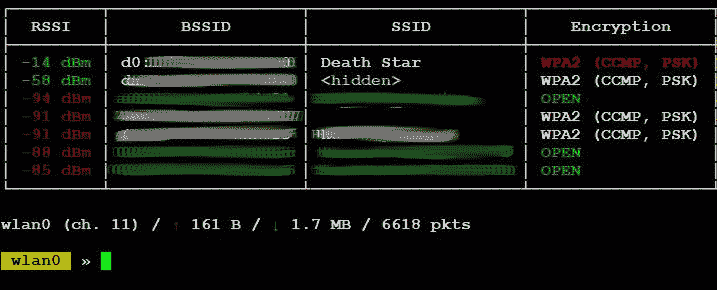 RSSI BSSID SSID Encryption
-14 dBm d0: Death Star WPA2 (CCMP, PSK)
-58 dBm <hidden> WPA2 (CCMP, PSK)
-94 dBm OPEN
-91 dBm WPA2 (CCMP, PSK)
-91 dBm WPA2 (CCMP, PSK)
-88 dBm OPEN
-85 dBm OPEN
wlan0 (ch. 11) / ↑ 161 B / ↓ 1.7 MB / 6618 pkts
wlan0 »